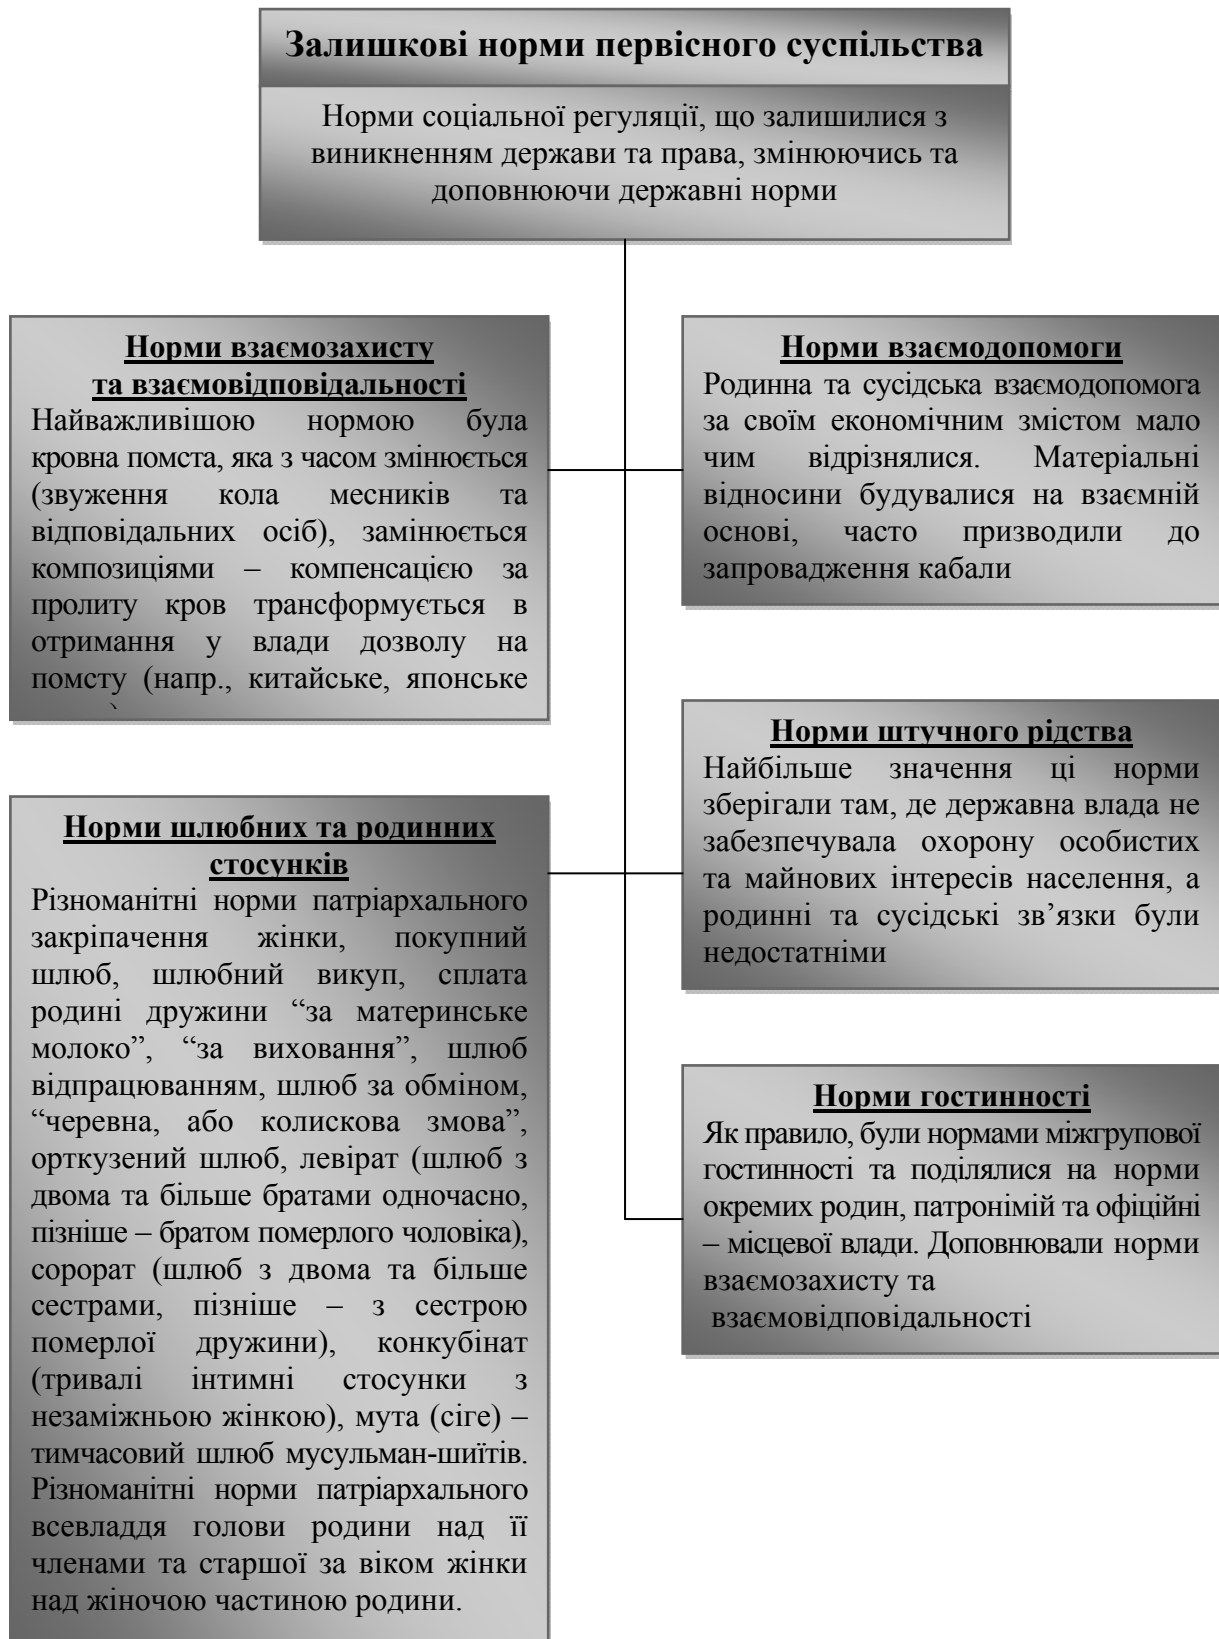 Залишкові норми первісного суспільства
Норми соціальної регуляції, що залишилися з
виникненням держави та права, змінюючись та
доповнюючи державні норми
Норми взаємозахисту
та взаємовідповідальності
Найважливішою нормою була
кровна помста, яка з часом змінюється
(звуження кола месників та
відповідальних осіб), замінюється
композиціями – компенсацією за
пролиту кров трансформується в
отримання у влади дозволу на
помсту (напр., китайське, японське
Норми шлюбних та родинних
стосунків
Різноманітні норми патріархального
закріпачення жінки, покупний
шлюб, шлюбний викуп, сплата
родині дружини “за материнське
молоко”, “за виховання”, шлюб
відпрацюванням, шлюб за обміном,
“черевна, або колискова змова”,
орткузений шлюб, левірат (шлюб з
двома та більше братами одночасно,
пізніше – братом померлого чоловіка),
сорорат (шлюб з двома та більше
сестрами, пізніше – з сестрою
померлої дружини), конкубінат
(тривалі інтимні стосунки з
незаміжньою жінкою), мута (сіге) –
тимчасовий шлюб мусульман-шиїтів.
Різноманітні норми патріархального
всевладдя голови родини над її
членами та старшої за віком жінки
над жіночою частиною родини.
Норми взаємодопомоги
Родинна та сусідська взаємодопомога
за своїм економічним змістом мало
чим відрізнялися. Матеріальні
відносини будувалися на взаємній
основі, часто призводили до
запровадження кабали
Норми штучного рідства
Найбільше значення ці норми
зберігали там, де державна влада не
забезпечувала охорону особистих
та майнових інтересів населення, а
родинні та сусідські зв’язки були
недостатніми
Норми гостинності
Як правило, були нормами міжгрупової
гостинності та поділялися на норми
окремих родин, патронімій та офіційні
– місцевої влади. Доповнювали норми
взаємозахисту та
взаємовідповідальності